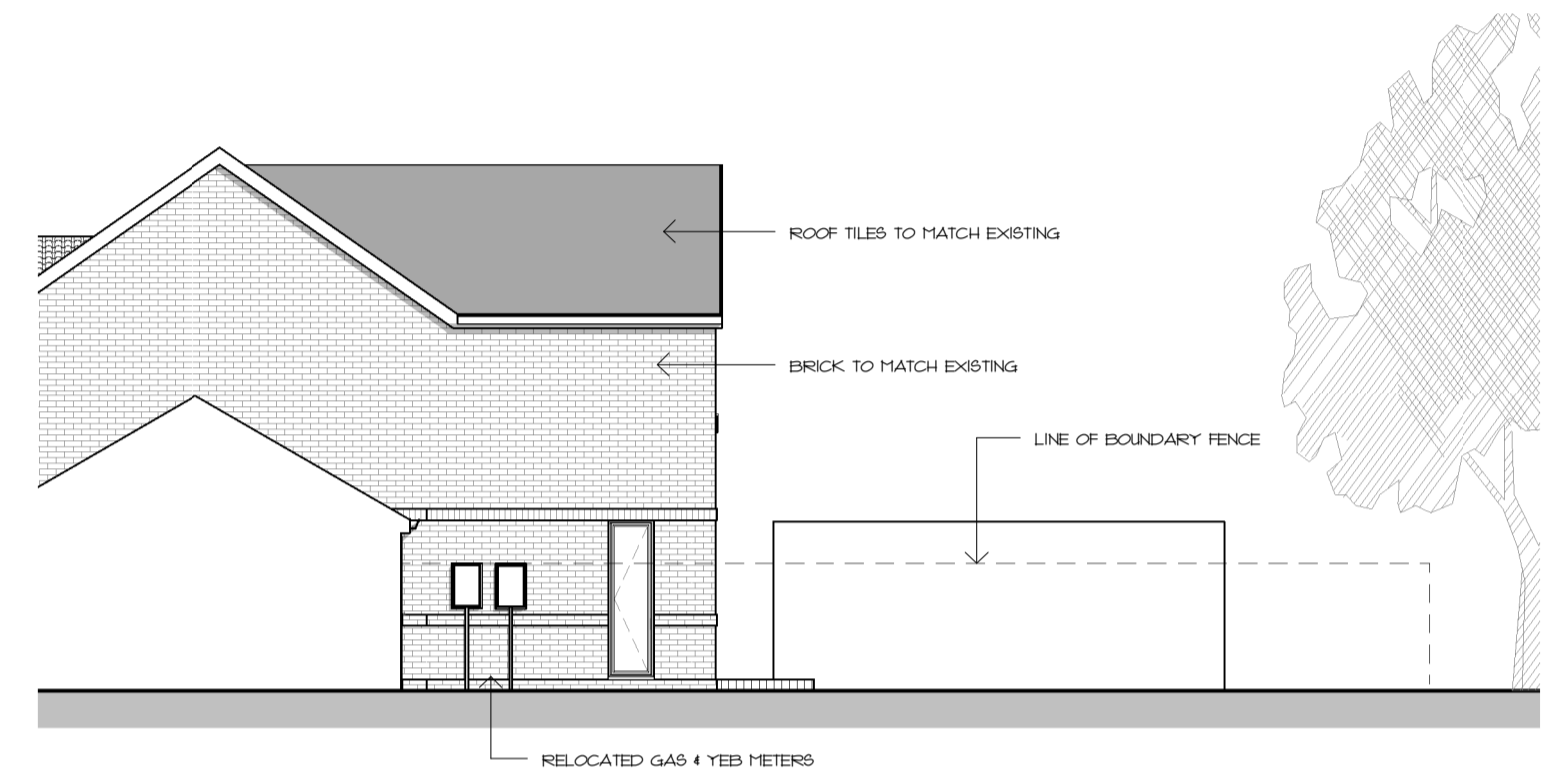 ROOF TILES TO MATCH EXISTING
BRICK TO MATCH EXISTING
LINE OF BOUNDARY FENCE
RELOCATED GAS & YEB METERS